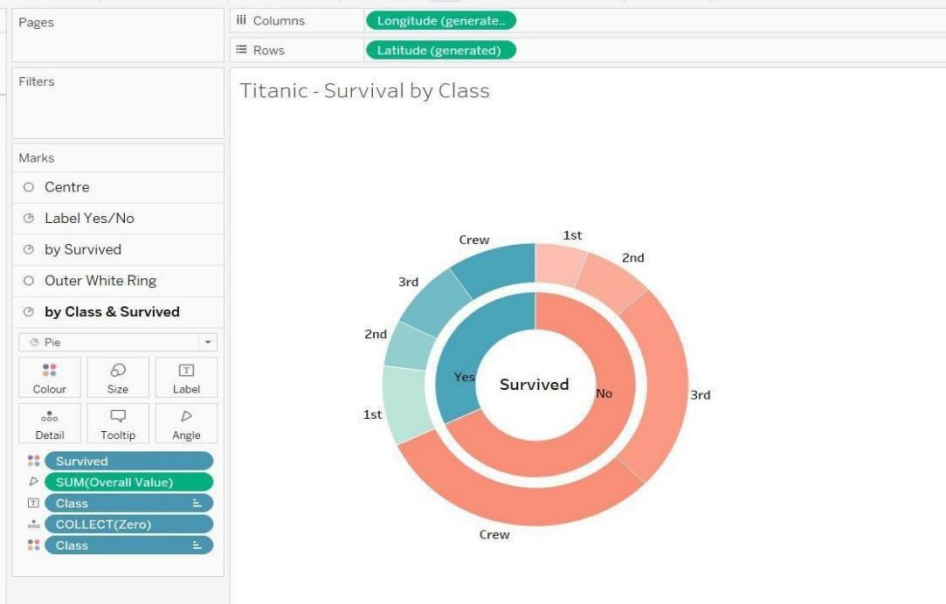 Pages
iii Columns
Longitude (generate..
Rows
Latitude (generated)
Filters
Titanic - Survival by Class
Marks
Centre
Label Yes/No
by Survived
Outer White Ring
by Class & Survived
Pie
Colour
Size
T
Label
Detail
Tooltip
Angle
Survived
SUM(Overall Value)
T
Class
COLLECT(Zero)
Class
Crew
1st
2nd
3rd
2nd
Yes
Survived
No
3rd
1st
Crew